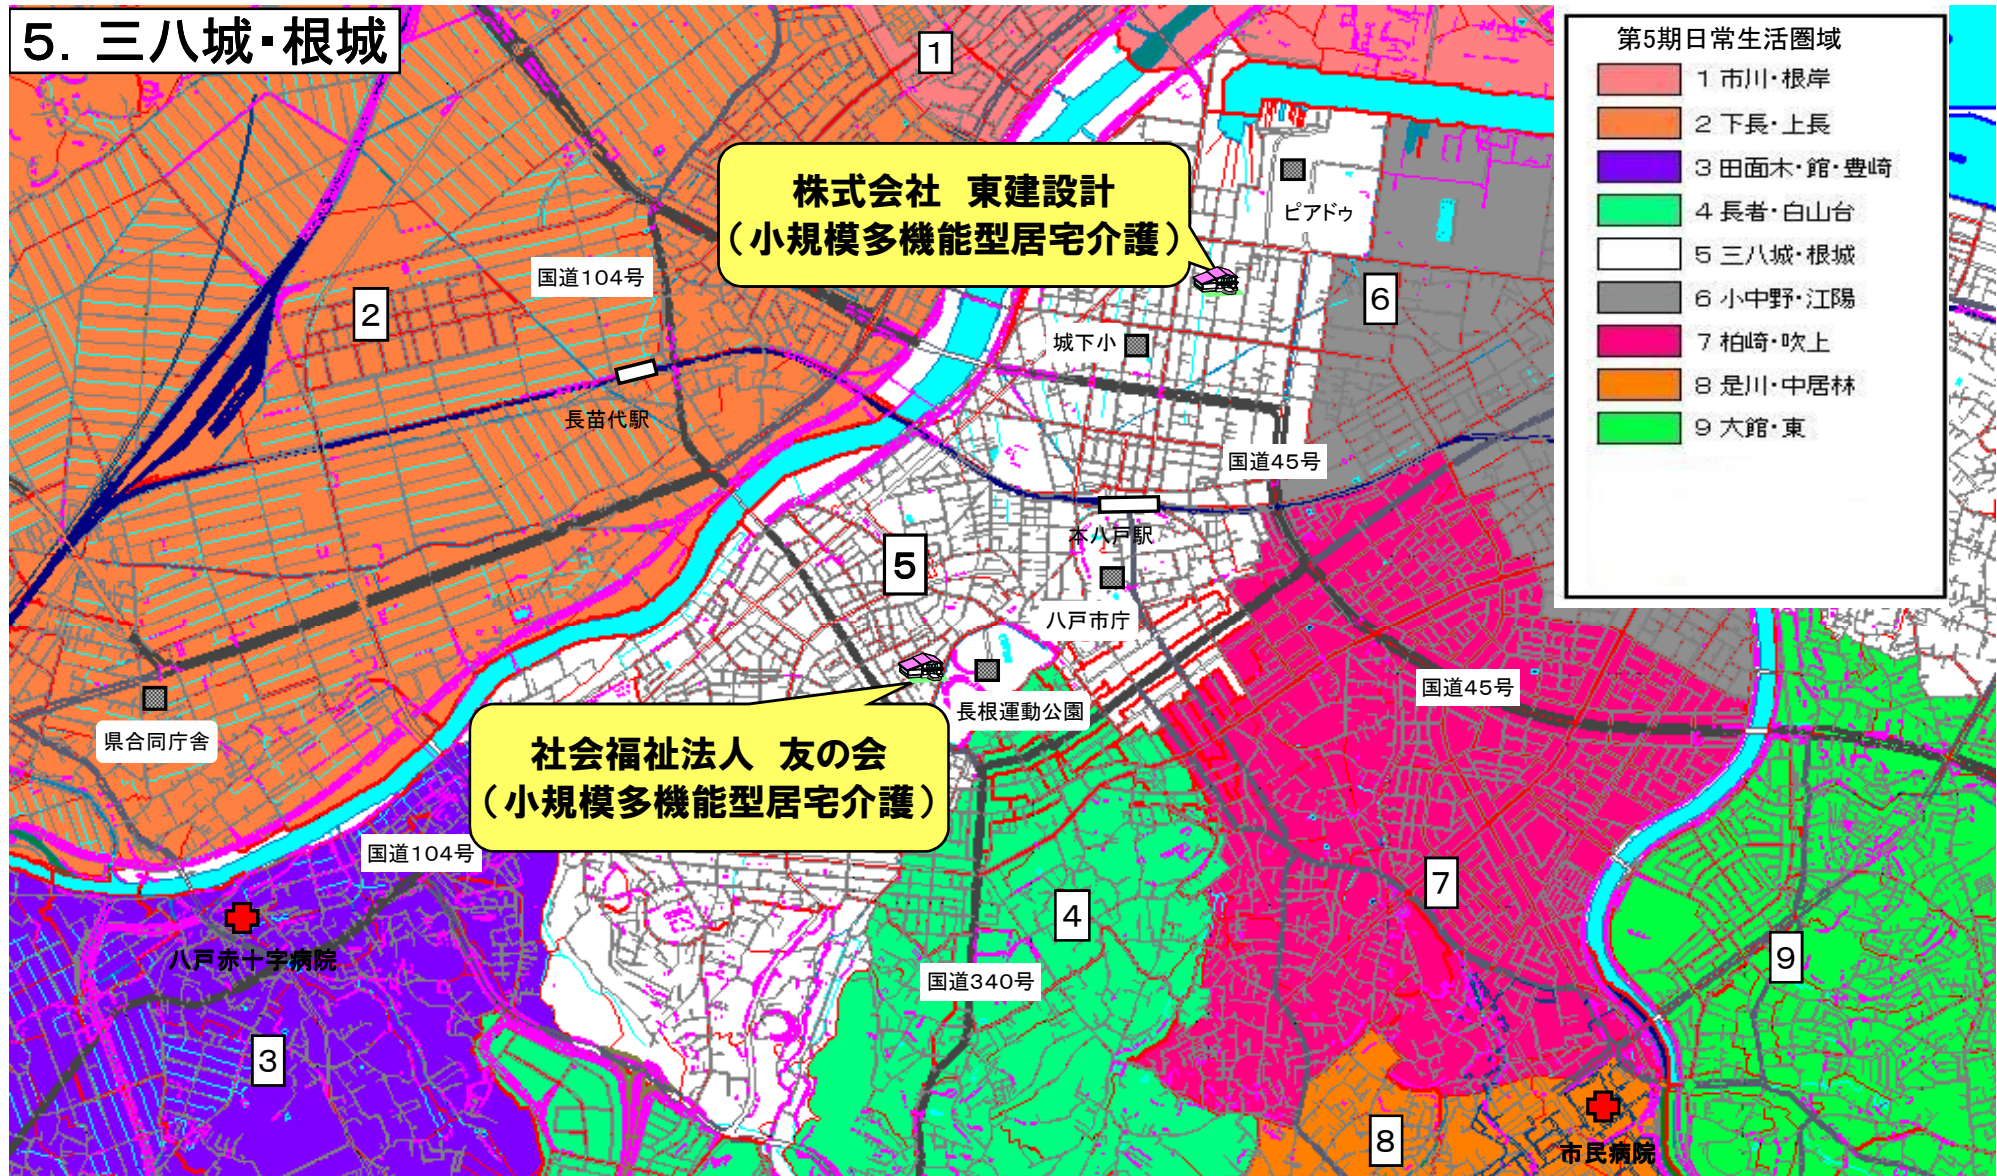 5. 三八城・根城
第5期日常生活圏域
1 市川・根岸
2 下長・上長
3 田面木・館・豊崎
4 長者・白山台
5 三八城・根城
6 小中野・江陽
7 柏崎・吹上
8 是川・中居林
9 大館・東
1
株式会社 東建設計
(小規模多機能型居宅介護)
ピアドゥ
国道104号
2
6
城下小
長苗代駅
国道45号
本八戸駅
5
八戸市庁
国道45号
長根運動公園
県合同庁舎
社会福祉法人 友の会
(小規模多機能型居宅介護)
国道104号
7
4
八戸赤十字病院
9
国道340号
3
8
市民病院